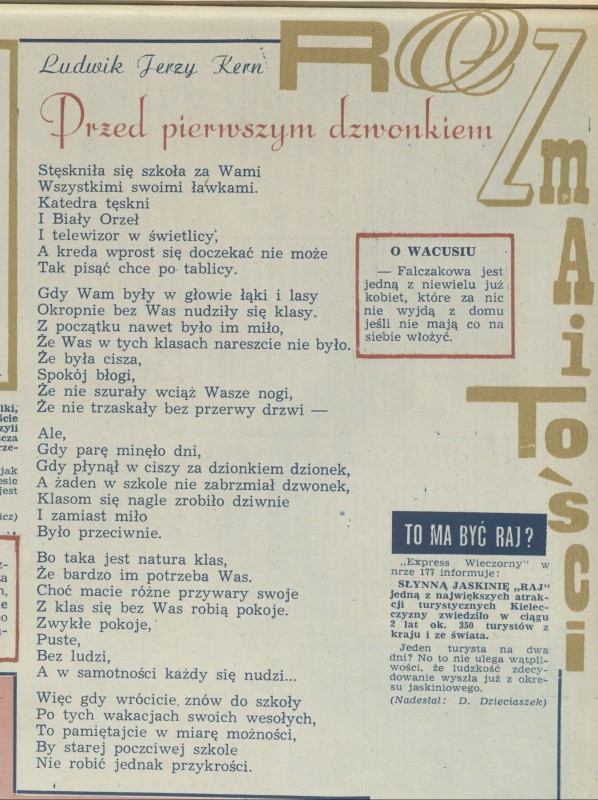 ROZmAiTości
Ludwik Jerzy Kern
Przed pierwszym dzwonkiem
Stęskniła się szkoła za Wami
Wszystkimi swoimi ławkami.
Katedra tęskni
I Biały Orzeł
I telewizor w świetlicy,
A kreda wprost się doczekać nie może
Tak pisać chce po tablicy.
Gdy Wam były w głowie łąki i lasy
Okropnie bez Was nudziły się klasy.
Z początku nawet było im miło,
Że Was w tych klasach nareszcie nie było.
Że była cisza,
Spokój błogi,
Że nie szurały wciąż Wasze nogi,
Że nie trzaskały bez przerwy drzwi —
Ale,
Gdy parę minęło dni,
Gdy płynął w ciszy za dzionkiem dzionek,
A żaden w szkole nie zabrzmiał dzwonek,
Klasom się nagle zrobiło dziwnie
I zamiast miło
Było przeciwnie.
Bo taka jest natura klas,
Że bardzo im potrzeba Was.
Choć macie różne przywary swoje
Z klas się bez Was robią pokoje.
Zwykłe pokoje,
Puste,
Bez ludzi,
A w samotności każdy się nudzi...
Więc gdy wrócicie znów do szkoły
Po tych wakacjach swoich wesołych,
To pamiętajcie w miarę możności,
By starej poczciwej szkole
Nie robić jednak przykrości.
O WACUSIU
— Falczakowa jest
jedną z niewielu już
kobiet, które za nic
nie wyjdą z domu
jeśli nie mają co na
siebie włożyć.
TO MA BYĆ RAJ?
„Express Wieczorny" w
nrze 177 informuje:
SŁYNNĄ JASKINIĘ „RAJ"
jedną z największych atrak-
cji turystycznych Kielec-
czyzny zwiedziło w ciągu
2 lat ok. 350 turystów z
kraju i ze świata.
Jeden turysta na dwa
dni? No to nie ulega wątpli-
wości, że ludzkość zdecy-
dowanie wyszła już z okre-
su jaskiniowego.
(Nadesłał: D. Dzieciaszek)